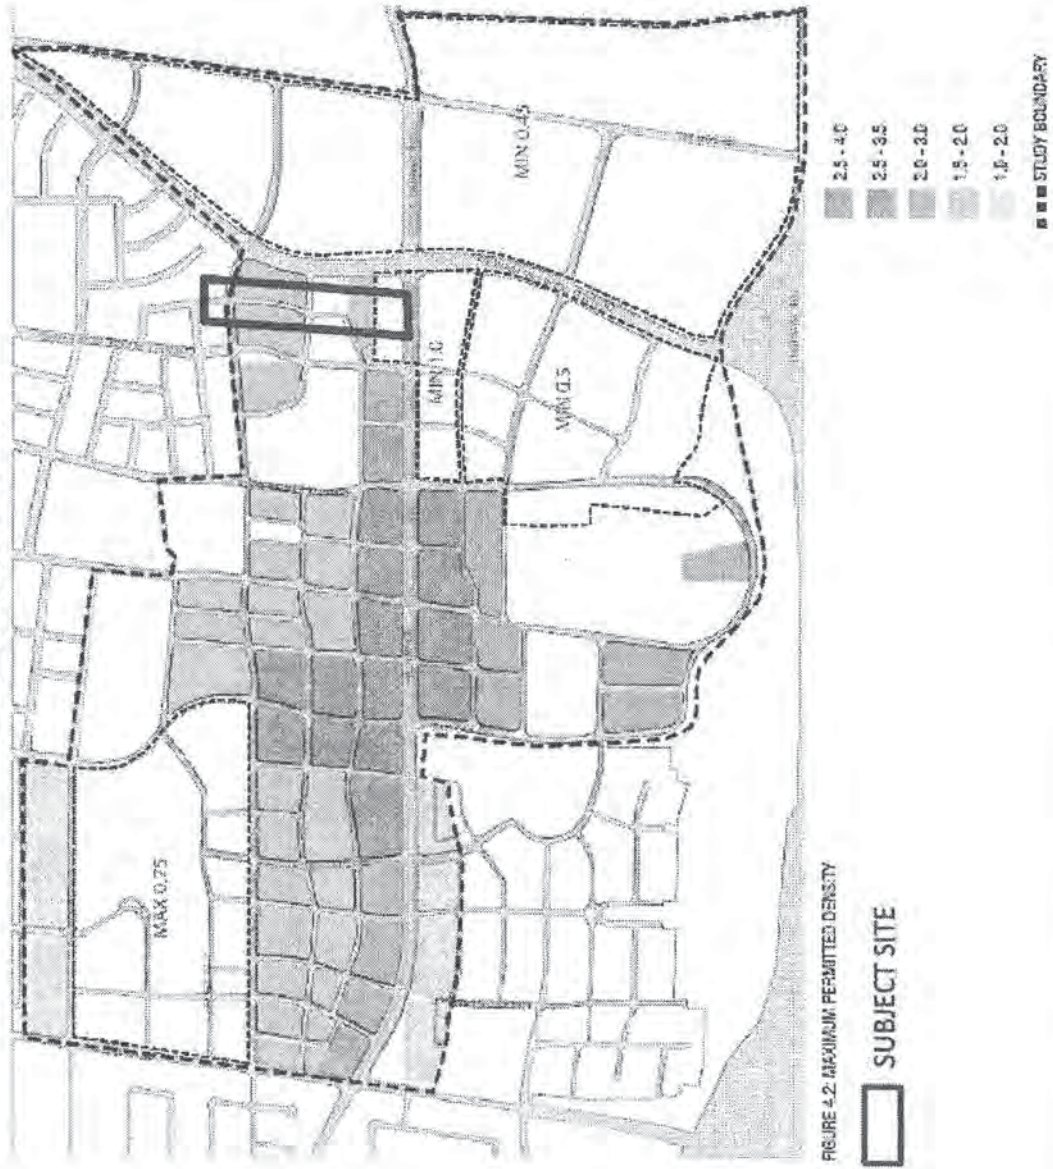 MAX 0.75
MIN 1.0
MIN 0.5
MIN 0.45
FIGURE 4.2: MAXIMUM PERMITTED DENSITY
SUBJECT SITE
2.5 - 4.0
2.5 - 3.5
2.0 - 3.0
1.5 - 2.0
1.0 - 2.0
STUDY BOUNDARY